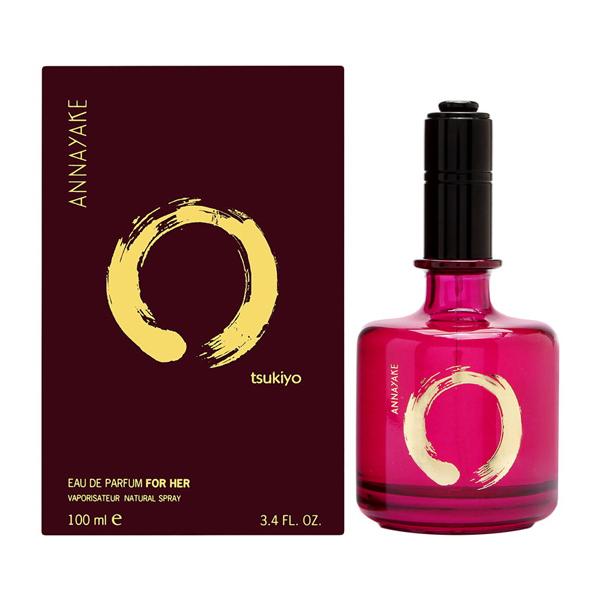 ANNAYAKE
tsukiyo
EAU DE PARFUM FOR HER
VAPORISATEUR NATURAL SPRAY
100 ml e 3.4 FL. OZ.
ANNAYAKE